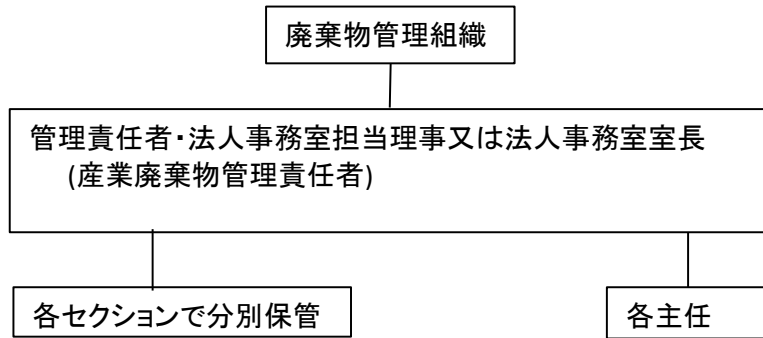 廃棄物管理組織
管理責任者・法人事務室担当理事又は法人事務室室長
(産業廃棄物管理責任者)
各セクションで分別保管
各主任